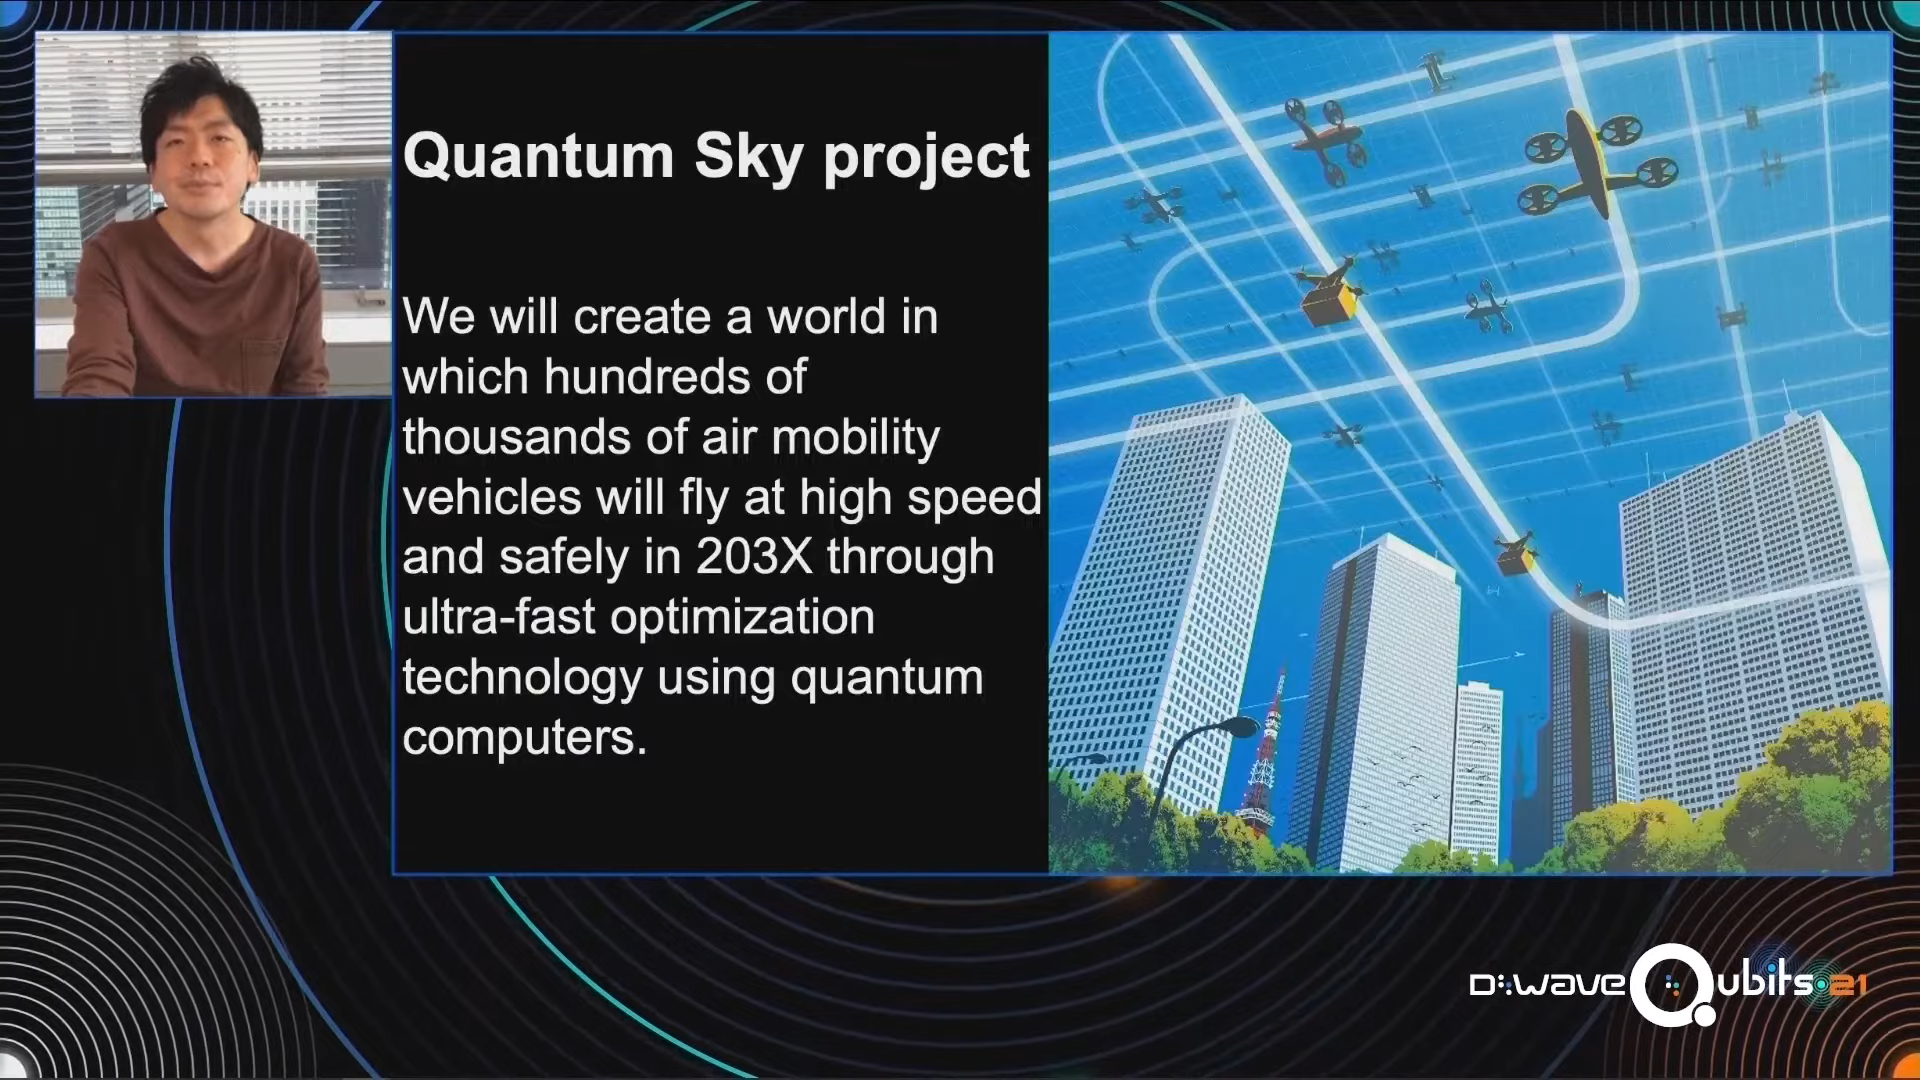 Quantum Sky project
We will create a world in
which hundreds of
thousands of air mobility
vehicles will fly at high speed
and safely in 203X through
ultra-fast optimization
technology using quantum
computers.
D:wave Qubits 21